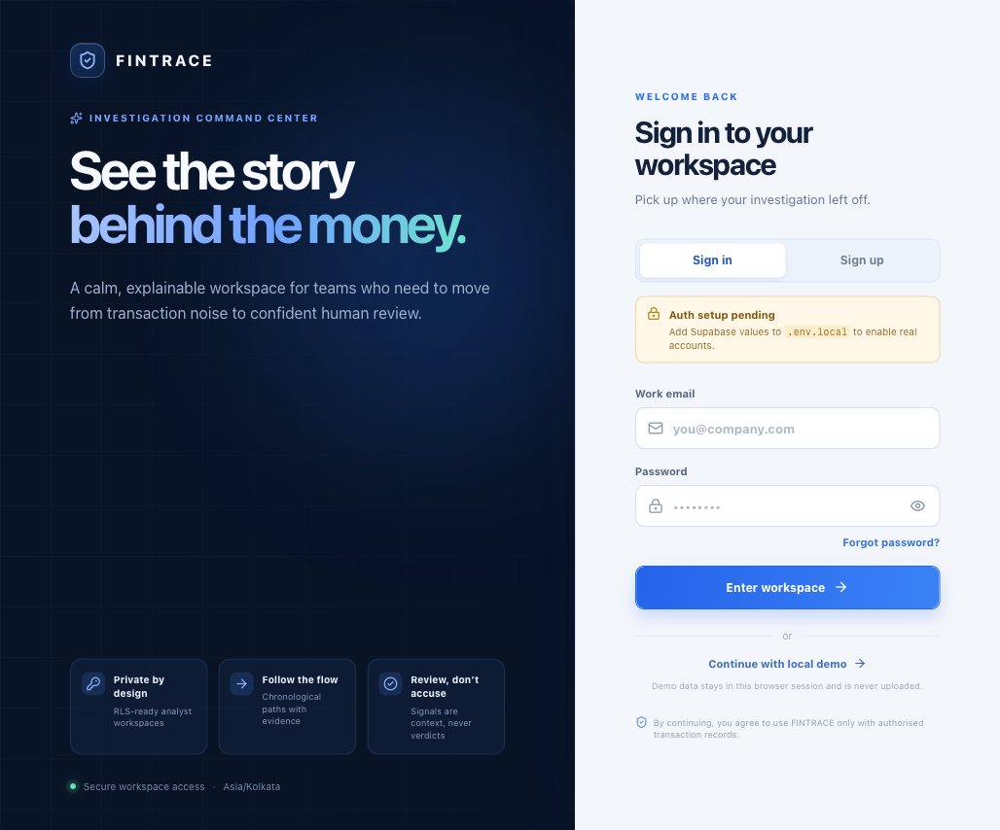 FINTRACE
INVESTIGATION COMMAND CENTER
See the story
behind the money.
A calm, explainable workspace for teams who need to move
from transaction noise to confident human review.
Private by
design
RLS-ready analyst
workspaces
Follow the flow
Chronological
paths with
evidence
Review, don’t
accuse
Signals are
context, never
verdicts
Secure workspace access · Asia/Kolkata
WELCOME BACK
Sign in to your
workspace
Pick up where your investigation left off.
Sign in
Sign up
Auth setup pending
Add Supabase values to .env.local to enable real
accounts.
Work email
you@company.com
Password
••••••••
Forgot password?
Enter workspace
or
Continue with local demo
Demo data stays in this browser session and is never uploaded.
By continuing, you agree to use FINTRACE only with authorised
transaction records.